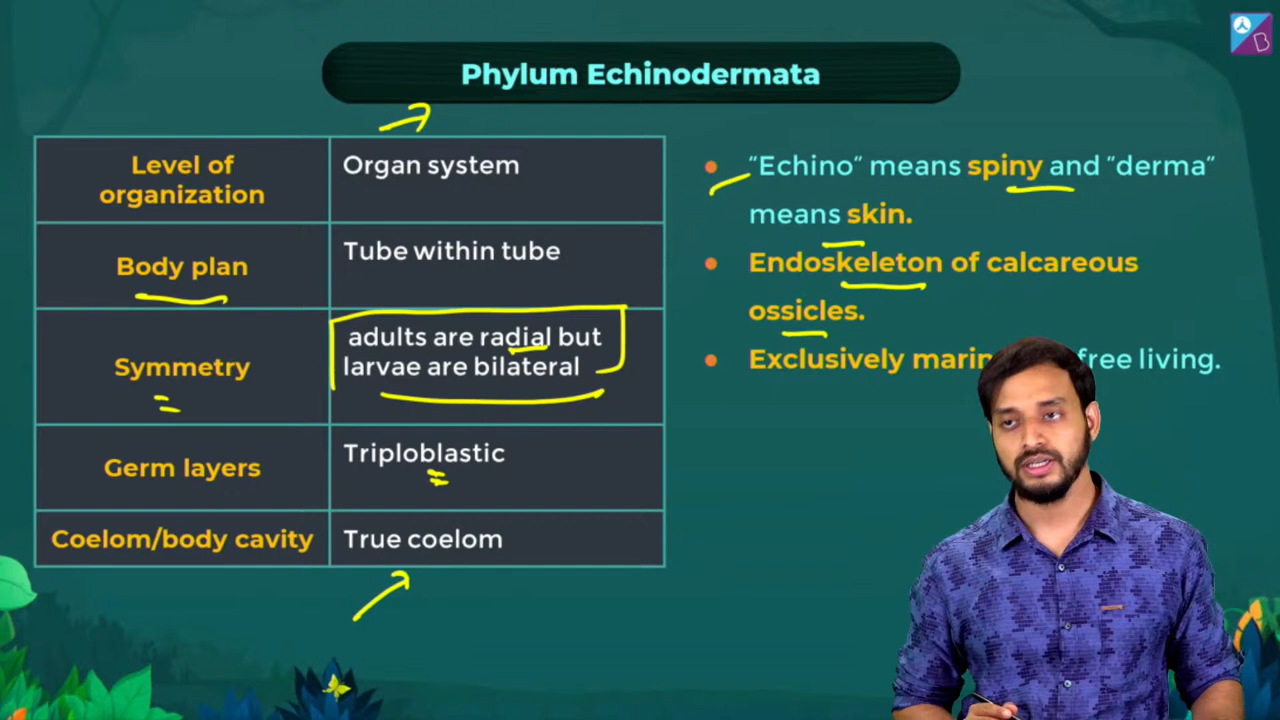 Phylum Echinodermata
Level of
organization
Organ system
Body plan
Tube within tube
Symmetry
adults are radial but
larvae are bilateral
Germ layers
Triploblastic
Coelom/body cavity
True coelom
• “Echino“ means spiny and “derma“
means skin.
• Endoskeleton of calcareous
ossicles.
• Exclusively free living.
B